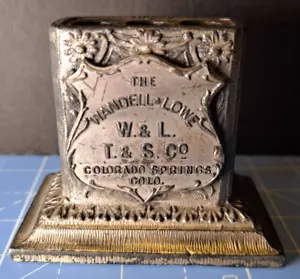 THE
WANDELL & LOWE
W. & L.
T. & S. CO
COLORADO SPRINGS,
COLO.